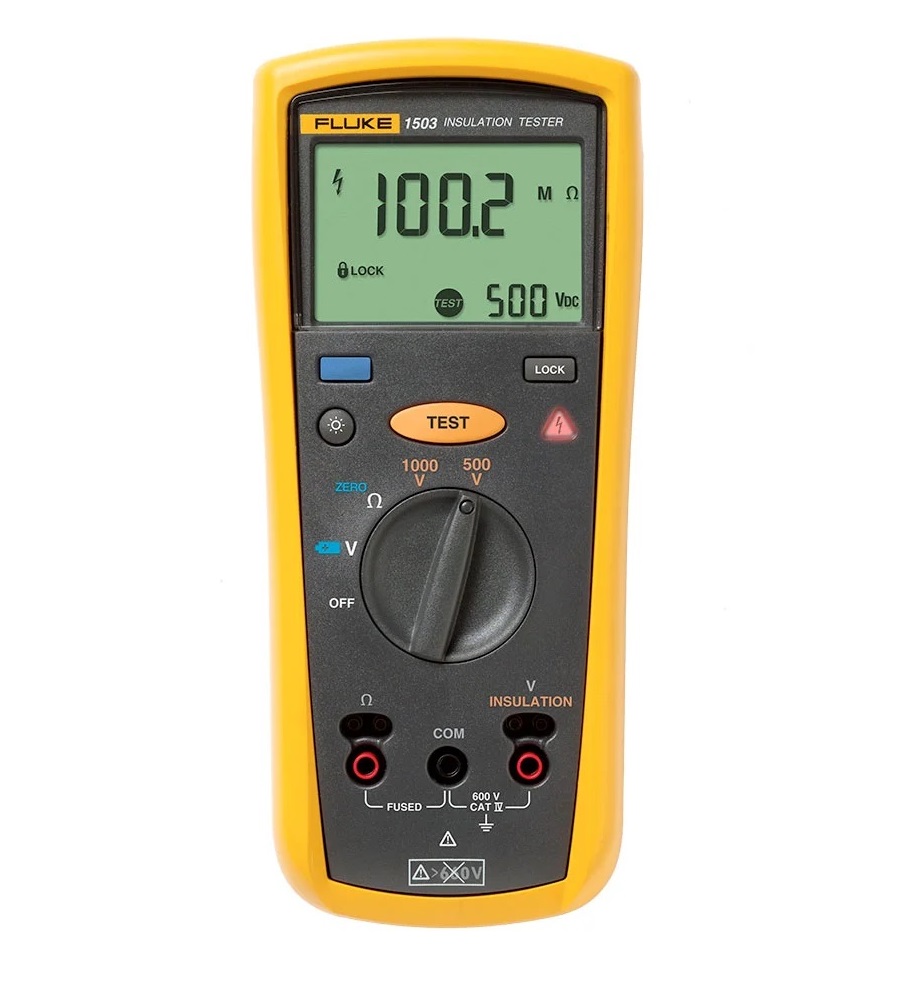 FLUKE 1503 INSULATION TESTER
100.2 M Ω
LOCK
TEST 500 VDC
LOCK
TEST
1000 V 500 V
ZERO
Ω
V
OFF
Ω
V
INSULATION
COM
FUSED
600 V
CAT IV
>660V